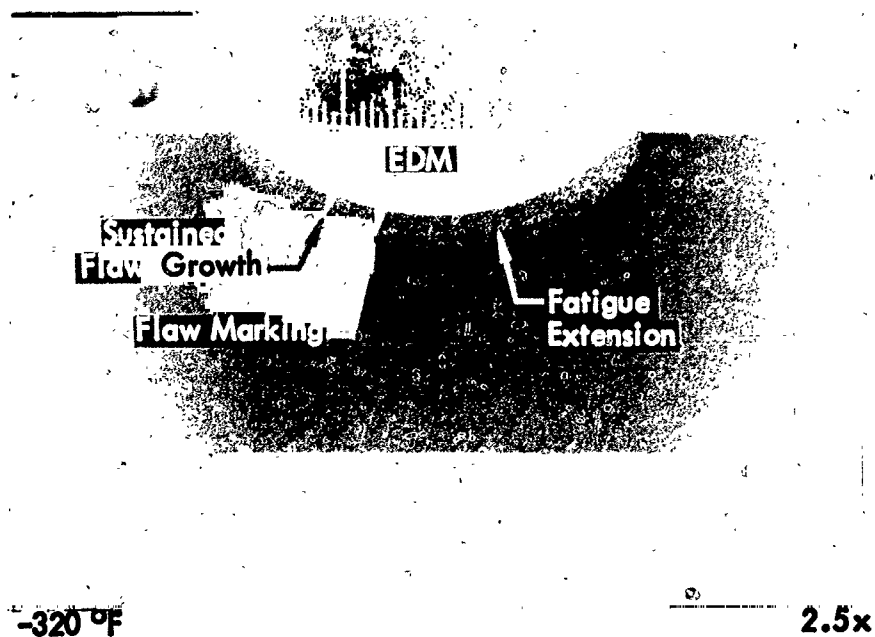 EDM
Sustained
Flaw Growth
Flaw Marking
Fatigue
Extension
-320 °F
2.5x